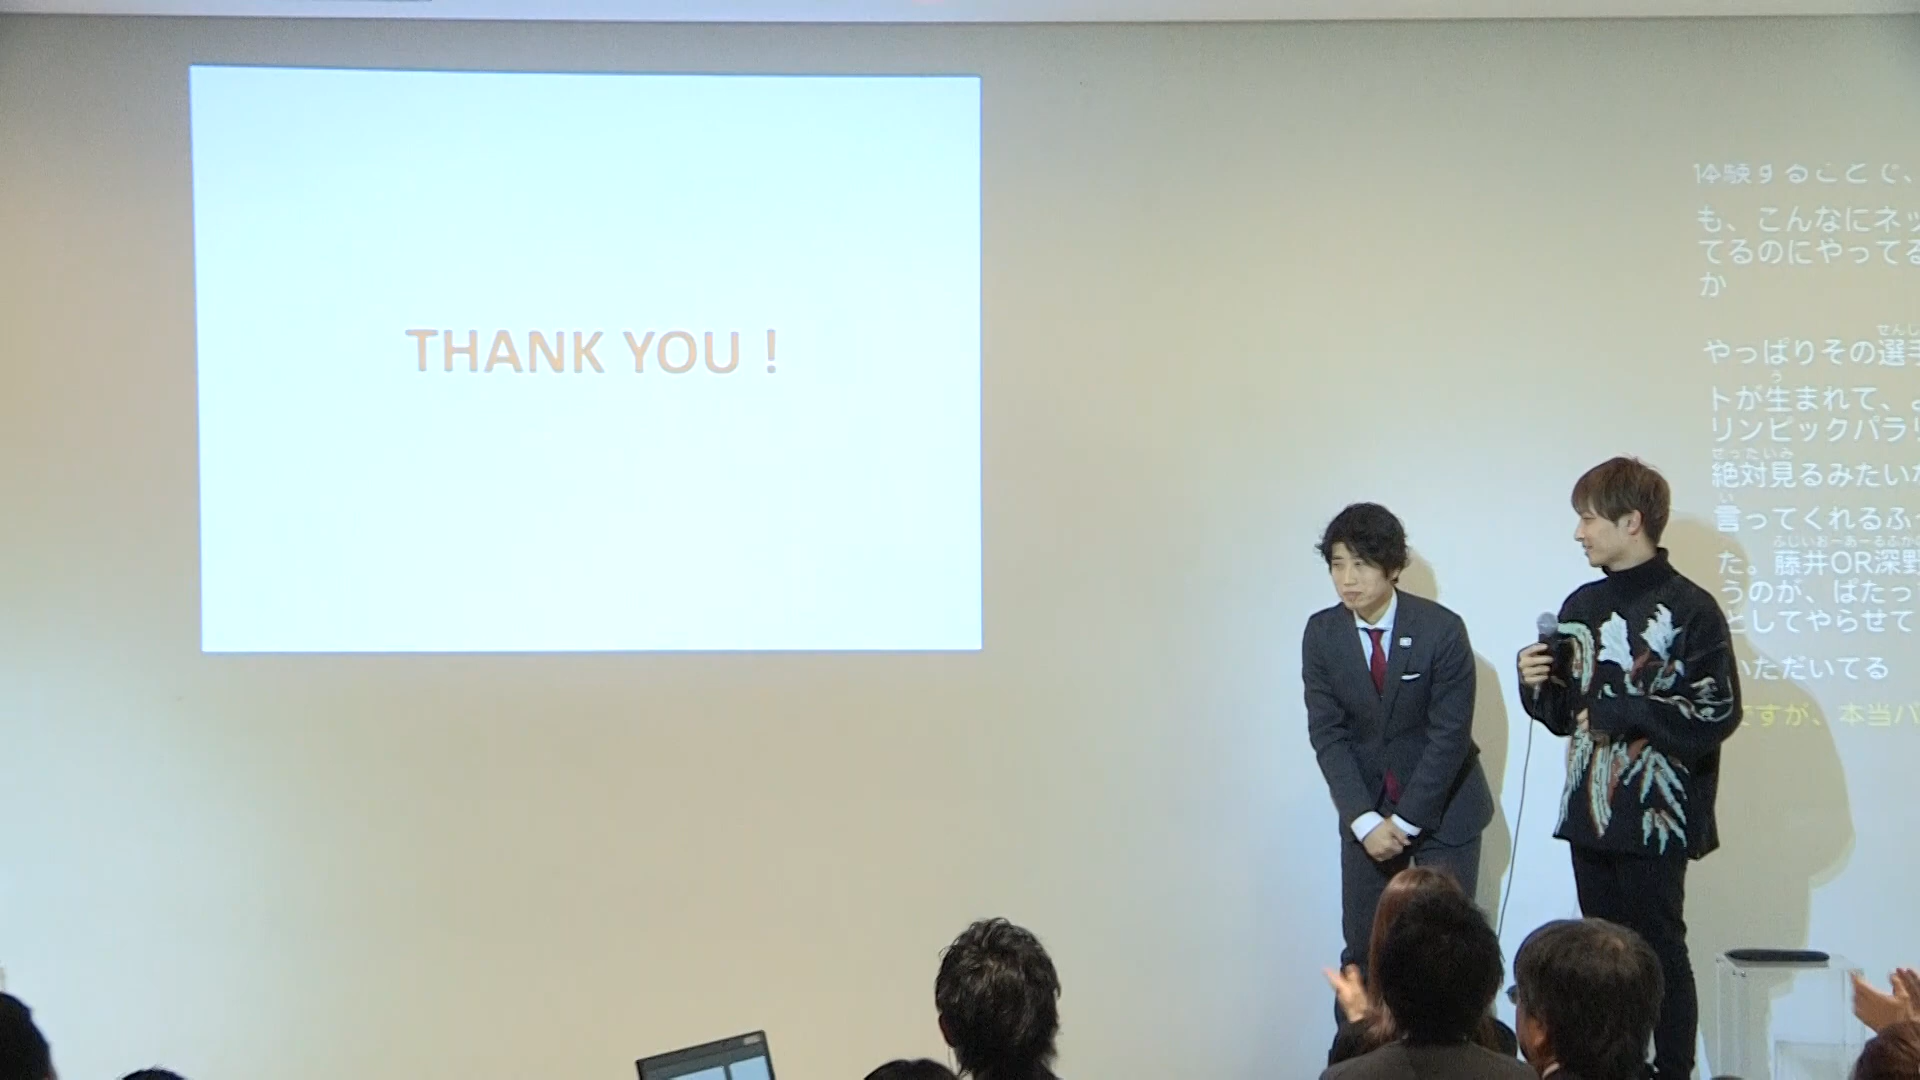 THANK YOU !
体験することで、
も、こんなにネッ
てるのにやってる
か
せんし
やっぱりその選手
う
トが生まれて、よ
リンピックパラリ
ぜったいみ
絶対見るみたいな
い
言ってくれるふ
ふじいおーあーるふかの
た。藤井OR深野
うのが、ぱたっ
としてやらせて
いただいてる
ですが、本当パ